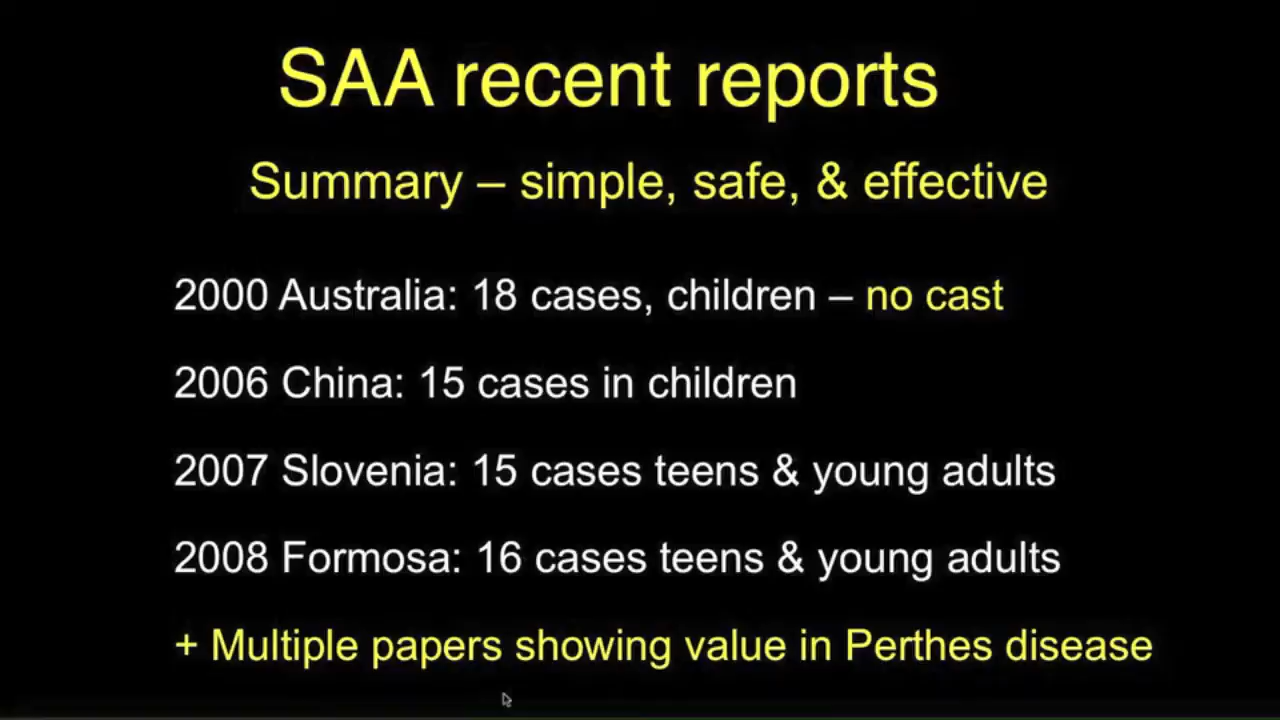 SAA recent reports
Summary – simple, safe, & effective
2000 Australia: 18 cases, children – no cast
2006 China: 15 cases in children
2007 Slovenia: 15 cases teens & young adults
2008 Formosa: 16 cases teens & young adults
+ Multiple papers showing value in Perthes disease